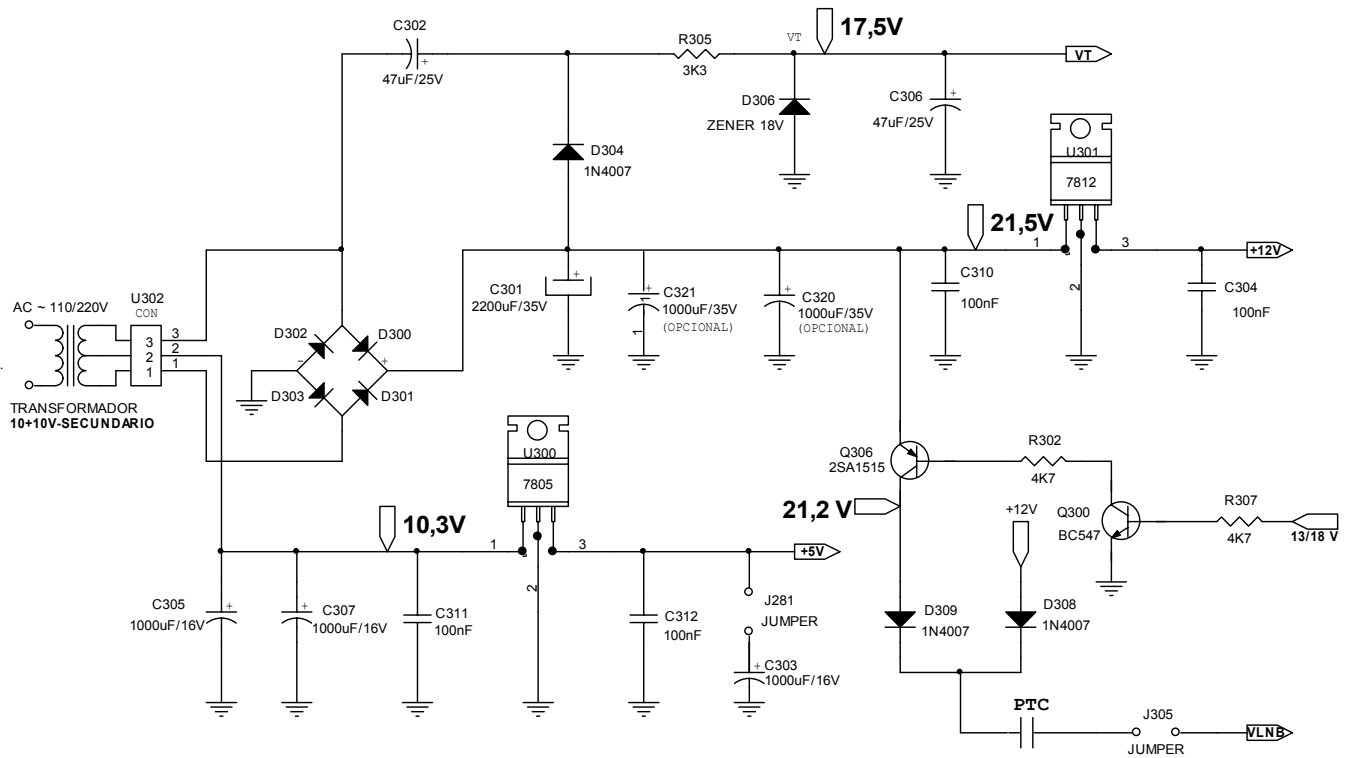 C302
+
47uF/25V
R305
3K3
VT
17,5V
VT
D306
ZENER 18V
C306
+
47uF/25V
D304
1N4007
U301
7812
21,5V
1
3
2
+12V
C310
100nF
C304
100nF
C301
2200uF/35V
+
C321
+
1
1000uF/35V
(OPCIONAL)
1
C320
+
1000uF/35V
(OPCIONAL)
AC ~ 110/220V
U302
CON
3
2
1
3
2
1
TRANSFORMADOR
10+10V-SECUNDARIO
D302
D300
-
+
D303
D301
U300
7805
10,3V
1
3
2
+5V
C305
1000uF/16V
+
C307
1000uF/16V
+
C311
100nF
C312
100nF
J281
JUMPER
+
C303
1000uF/16V
Q306
2SA1515
R302
4K7
21,2 V
+12V
Q300
BC547
R307
4K7
13/18 V
D309
1N4007
D308
1N4007
PTC
J305
JUMPER
VLNB